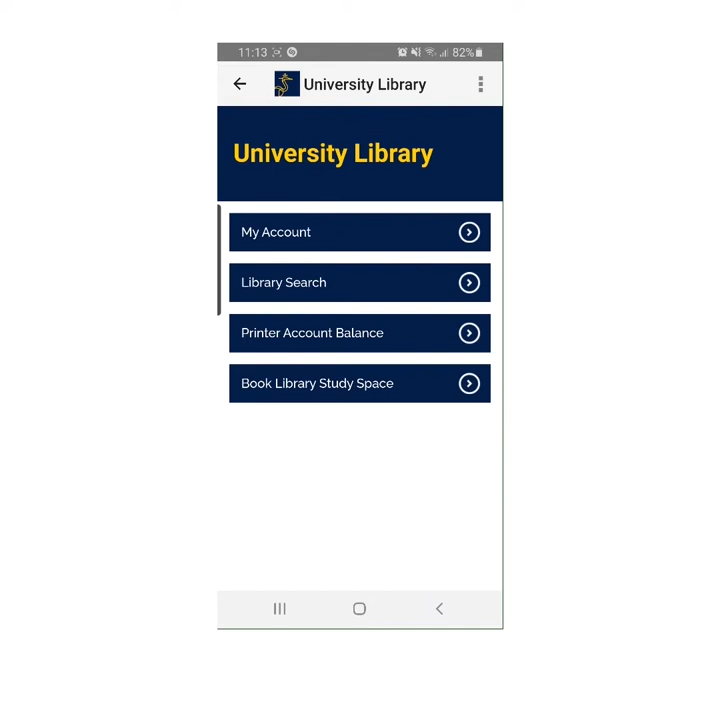 11:13 82%
University Library
University Library
My Account
Library Search
Printer Account Balance
Book Library Study Space